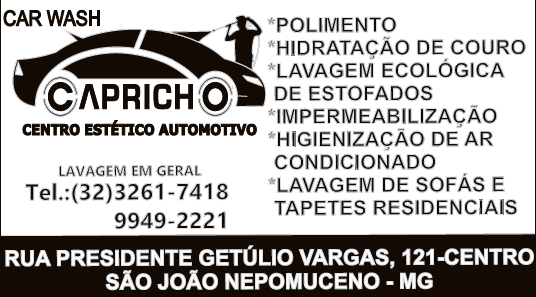 CAR WASH
CAPRICHO
CENTRO ESTÉTICO AUTOMOTIVO
LAVAGEM EM GERAL
Tel.:(32)3261-7418
9949-2221
*POLIMENTO
*HIDRATAÇÃO DE COURO
*LAVAGEM ECOLÓGICA
DE ESTOFADOS
*IMPERMEABILIZAÇÃO
*HIGIENIZAÇÃO DE AR
CONDICIONADO
*LAVAGEM DE SOFÁS E
TAPETES RESIDENCIAIS
RUA PRESIDENTE GETÚLIO VARGAS, 121-CENTRO
SÃO JOÃO NEPOMUCENO - MG